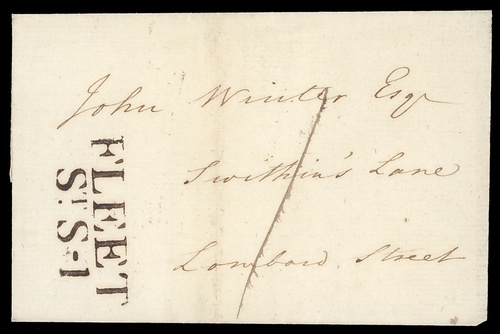 John Winter Esqr
Swithin's Lane
Lombard Street
FLEET
St S-1